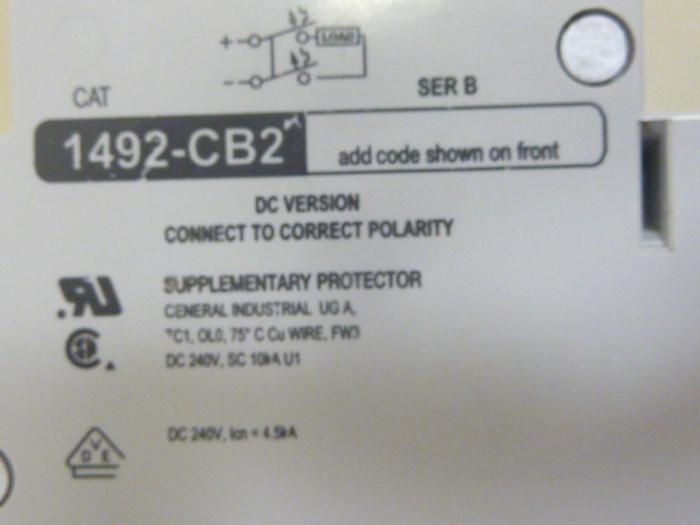 +
LOAD
-
CAT
SER B
1492-CB2
add code shown on front
DC VERSION
CONNECT TO CORRECT POLARITY
SUPPLEMENTARY PROTECTOR
GENERAL INDUSTRIAL UG A,
TC1, OL0, 75° C Cu WIRE, FW3
DC 240V, SC 10kA U1
DC 240V, Icn = 4.5kA
VDE